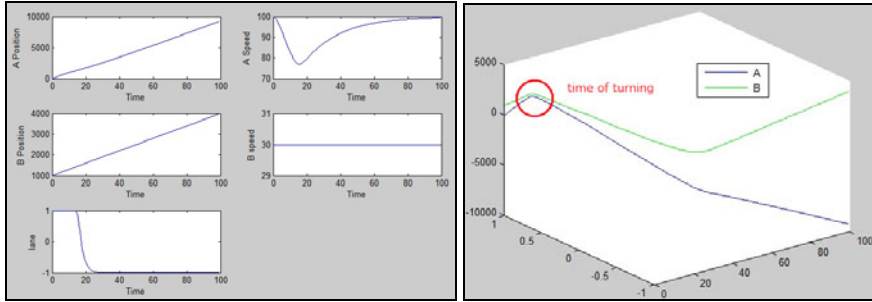 10000
5000
0
A Position
0 20 40 60 80 100
Time
100
90
80
70
A Speed
0 20 40 60 80 100
Time
4000
3000
2000
1000
B Position
0 20 40 60 80 100
Time
31
30
29
B speed
0 20 40 60 80 100
Time
1
0
-1
lane
0 20 40 60 80 100
Time
5000
0
-5000
-10000
time of turning
A
B
1
0.5
0
-0.5
-1
0
20
40
60
80
100